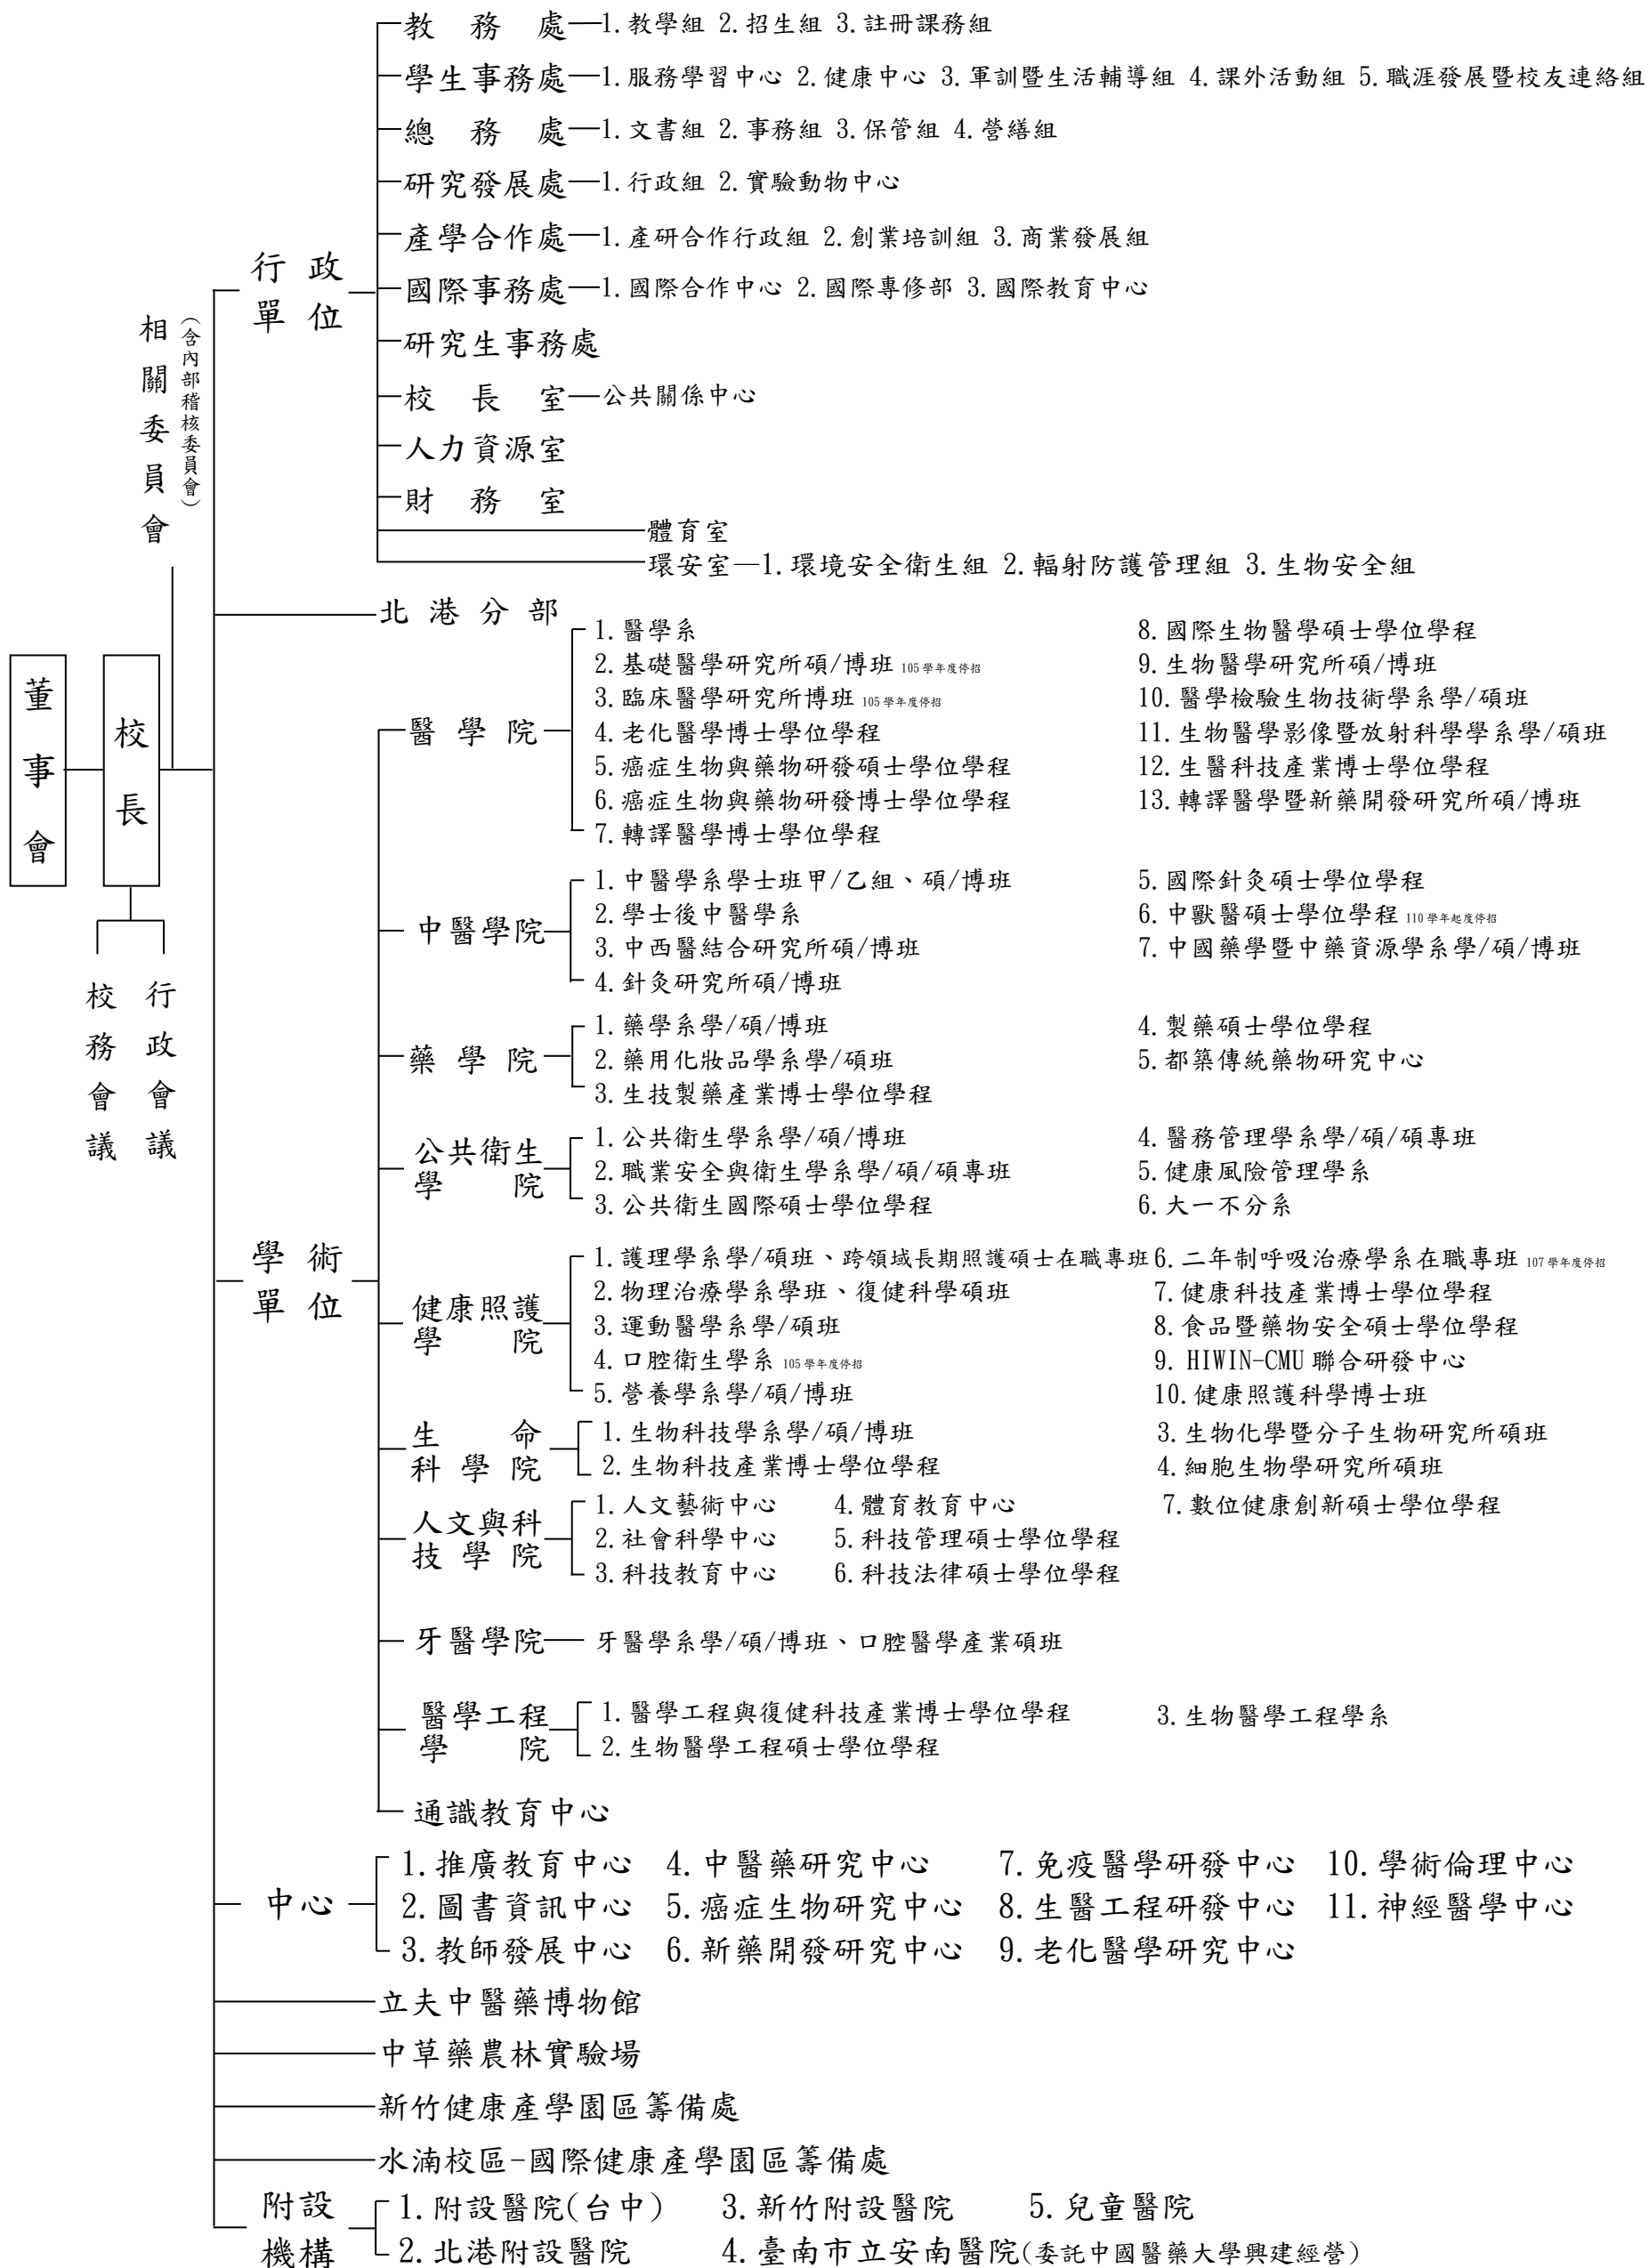 董事會
校長
校務會議
行政會議
相關委員會
(含內部稽核委員會)
行政
單位
教務處 1.教學組 2.招生組 3.註冊課務組
學生事務處 1.服務學習中心 2.健康中心 3.軍訓暨生活輔導組 4.課外活動組 5.職涯發展暨校友連絡組
總務處 1.文書組 2.事務組 3.保管組 4.營繕組
研究發展處 1.行政組 2.實驗動物中心
產學合作處 1.產研合作行政組 2.創業培訓組 3.商業發展組
國際事務處 1.國際合作中心 2.國際專修部 3.國際教育中心
研究生事務處
校長室 公共關係中心
人力資源室
財務室
體育室
環安室 1.環境安全衛生組 2.輻射防護管理組 3.生物安全組
北港分部
學術
單位
醫學院
1.醫學系
2.基礎醫學研究所碩/博班 105學年度停招
3.臨床醫學研究所博班 105學年度停招
4.老化醫學博士學位學程
5.癌症生物與藥物研發碩士學位學程
6.癌症生物與藥物研發博士學位學程
7.轉譯醫學博士學位學程
8.國際生物醫學碩士學位學程
9.生物醫學研究所碩/博班
10.醫學檢驗生物技術學系學/碩班
11.生物醫學影像暨放射科學學系學/碩班
12.生醫科技產業博士學位學程
13.轉譯醫學暨新藥開發研究所碩/博班
中醫學院
1.中醫學系學士班甲/乙組、碩/博班
2.學士後中醫學系
3.中西醫結合研究所碩/博班
4.針灸研究所碩/博班
5.國際針灸碩士學位學程
6.中獸醫碩士學位學程 110學年起度停招
7.中國藥學暨中藥資源學系學/碩/博班
藥學院
1.藥學系學/碩/博班
2.藥用化妝品學系學/碩班
3.生技製藥產業博士學位學程
4.製藥碩士學位學程
5.都築傳統藥物研究中心
公共衛生
學院
1.公共衛生學系學/碩/博班
2.職業安全與衛生學系學/碩/碩專班
3.公共衛生國際碩士學位學程
4.醫務管理學系學/碩/碩專班
5.健康風險管理學系
6.大一不分系
健康照護
學院
1.護理學系學/碩班、跨領域長期照護碩士在職專班
2.物理治療學系學班、復健科學碩班
3.運動醫學系學/碩班
4.口腔衛生學系 105學年度停招
5.營養學系學/碩/博班
6.二年制呼吸治療學系在職專班 107學年度停招
7.健康科技產業博士學位學程
8.食品暨藥物安全碩士學位學程
9. HIWIN-CMU聯合研發中心
10.健康照護科學博士班
生命
科學院
1.生物科技學系學/碩/博班
2.生物科技產業博士學位學程
3.生物化學暨分子生物研究所碩班
4.細胞生物學研究所碩班
人文與科
技學院
1.人文藝術中心
2.社會科學中心
3.科技教育中心
4.體育教育中心
5.科技管理碩士學位學程
6.科技法律碩士學位學程
7.數位健康創新碩士學位學程
牙醫學院 牙醫學系學/碩/博班、口腔醫學產業碩班
醫學工程
學院
1.醫學工程與復健科技產業博士學位學程
2.生物醫學工程碩士學位學程
3.生物醫學工程學系
通識教育中心
中心
1.推廣教育中心
2.圖書資訊中心
3.教師發展中心
4.中醫藥研究中心
5.癌症生物研究中心
6.新藥開發研究中心
7.免疫醫學研發中心
8.生醫工程研發中心
9.老化醫學研究中心
10.學術倫理中心
11.神經醫學中心
立夫中醫藥博物館
中草藥農林實驗場
新竹健康產學園區籌備處
水湳校區-國際健康產學園區籌備處
附設
機構
1.附設醫院(台中)
2.北港附設醫院
3.新竹附設醫院
4.臺南市立安南醫院(委託中國醫藥大學興建經營)
5.兒童醫院